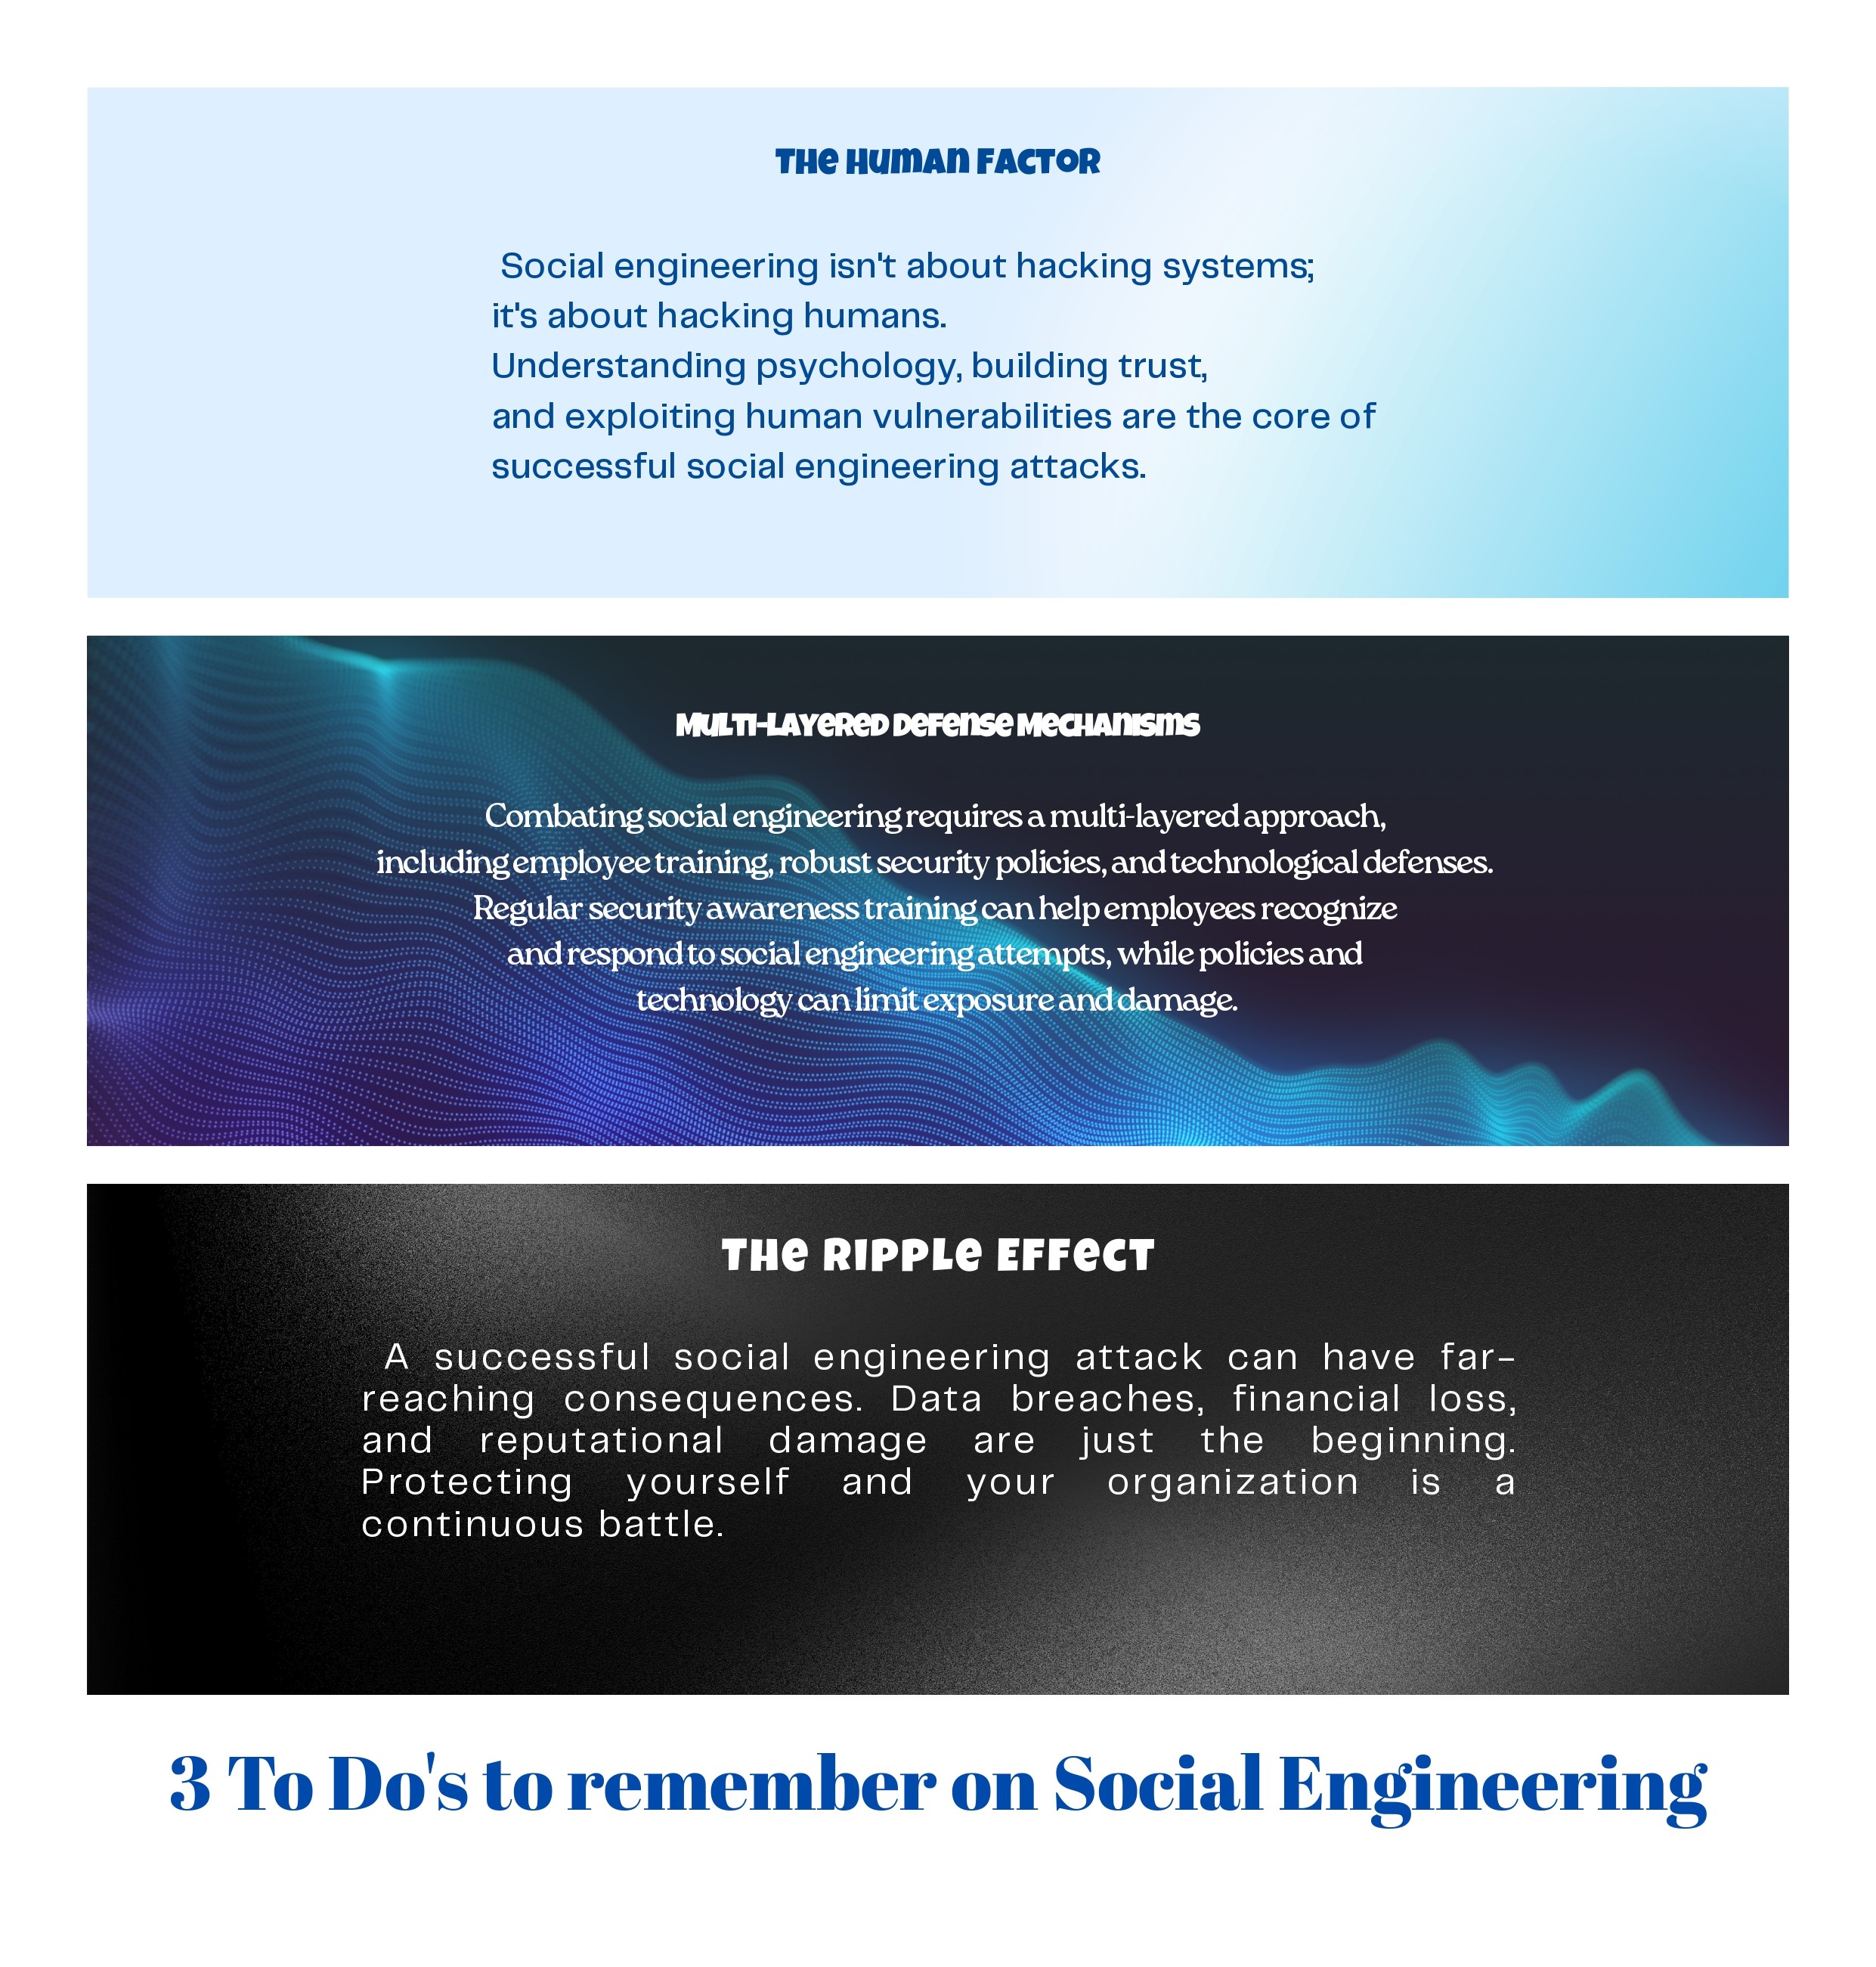 The Human Factor
Social engineering isn't about hacking systems;
it's about hacking humans.
Understanding psychology, building trust,
and exploiting human vulnerabilities are the core of
successful social engineering attacks.
Multi-Layered Defense Mechanisms
Combating social engineering requires a multi-layered approach,
including employee training, robust security policies, and technological defenses.
Regular security awareness training can help employees recognize
and respond to social engineering attempts, while policies and
technology can limit exposure and damage.
The Ripple Effect
A successful social engineering attack can have far-
reaching consequences. Data breaches, financial loss,
and reputational damage are just the beginning.
Protecting yourself and your organization is a
continuous battle.
3 To Do's to remember on Social Engineering